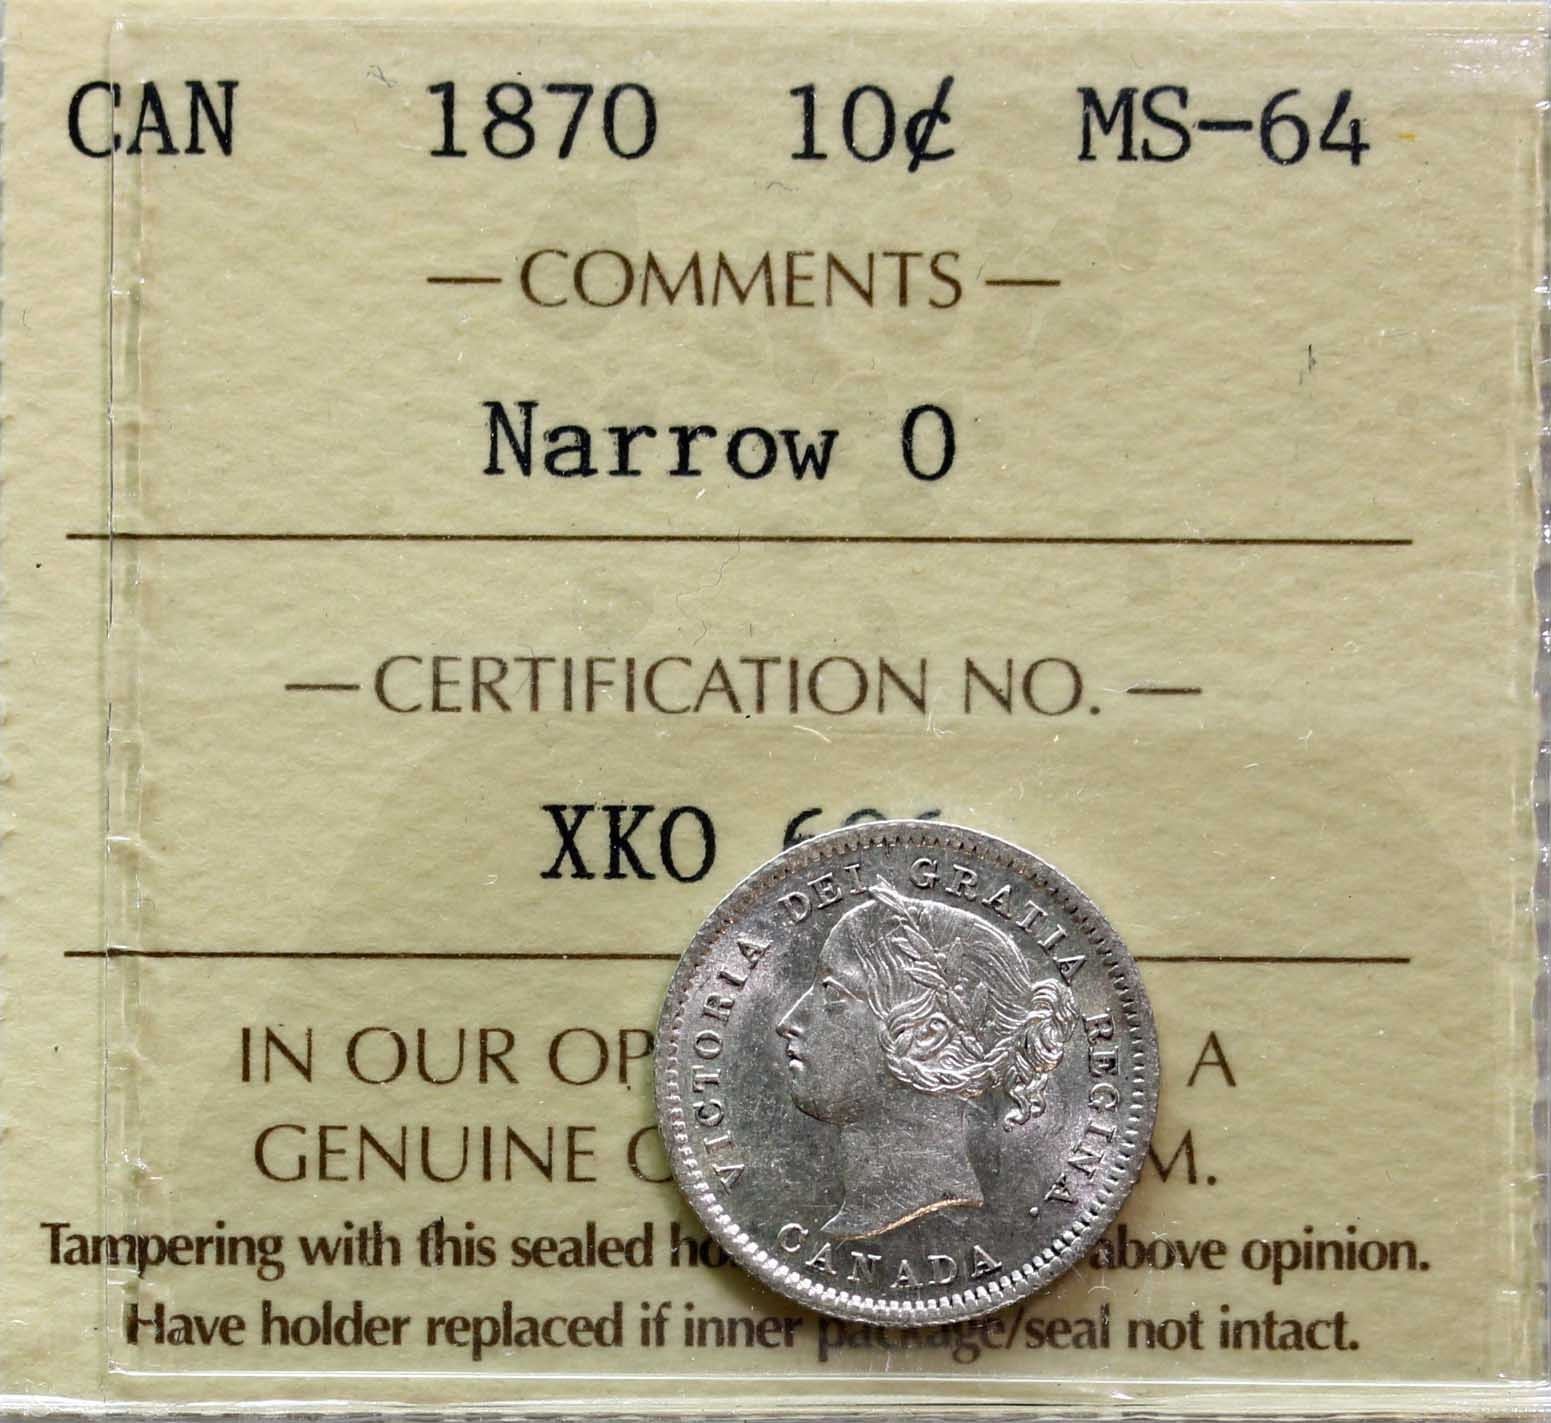 CAN 1870 10¢ MS-64
— COMMENTS —
Narrow 0
— CERTIFICATION NO. —
XKO
IN OUR OP A
GENUINE M.
Tampering with this sealed ho above opinion.
Have holder replaced if inner package/seal not intact.
VICTORIA DEI GRATIA REGINA.
CANADA